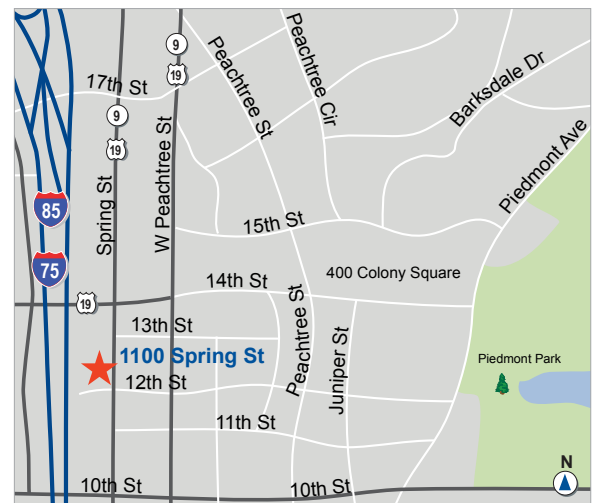 9
19
17th St
9
19
Peachtree St
Peachtree Cir
Barksdale Dr
Piedmont Ave
85
75
Spring St
W Peachtree St
15th St
14th St
400 Colony Square
19
13th St
1100 Spring St
12th St
Peachtree St
Juniper St
Piedmont Park
11th St
10th St
10th St
N